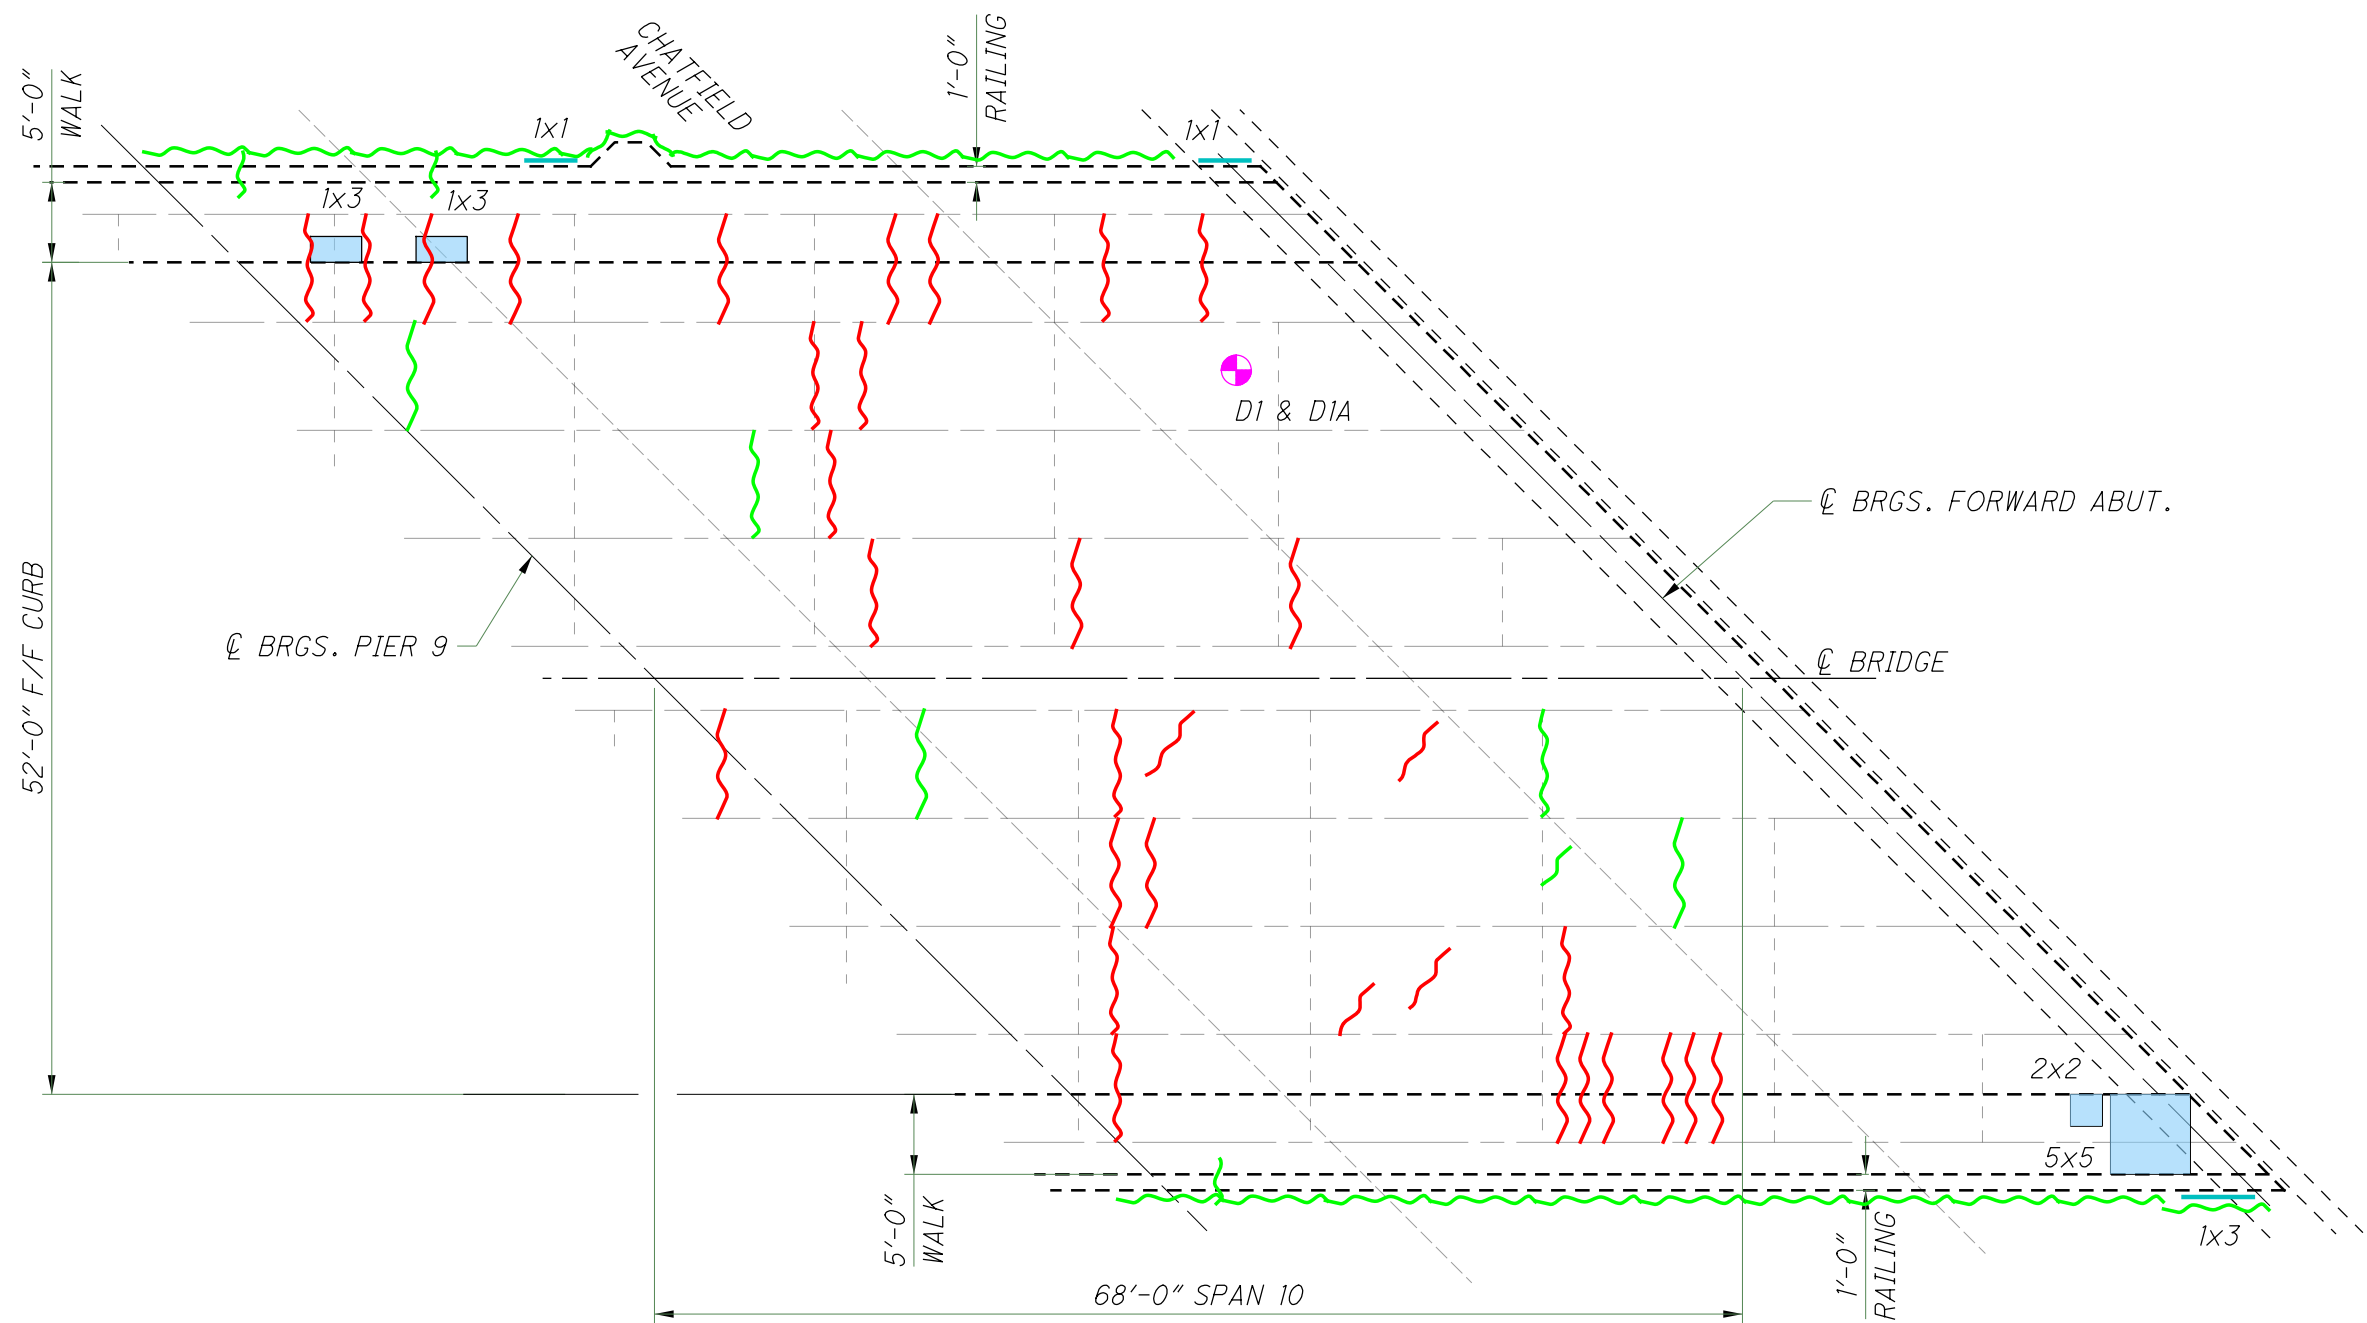 5'-0"
WALK
CHATFIELD
AVENUE
1'-0"
RAILING
1x1
1x1
1x3
1x3
D1 & D1A
℄ BRGS. FORWARD ABUT.
52'-0" F/F CURB
℄ BRGS. PIER 9
℄ BRIDGE
2x2
5x5
5'-0"
WALK
1'-0"
RAILING
1x3
68'-0" SPAN 10